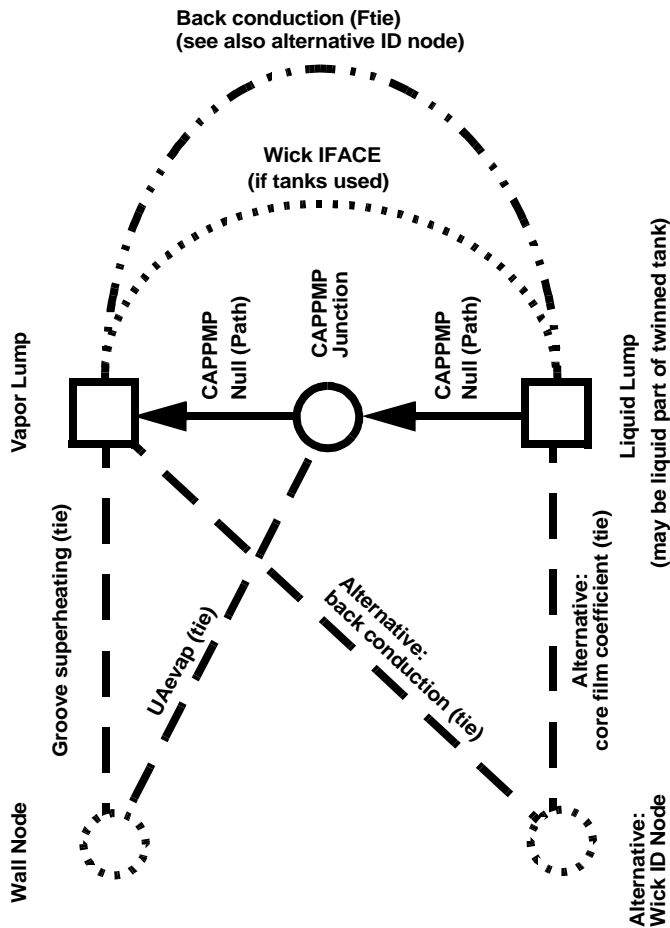 Back conduction (Ftie)
(see also alternative ID node)
Wick IFACE
(if tanks used)
Vapor Lump
CAPPMP
Null (Path)
CAPPMP
Junction
CAPPMP
Null (Path)
Liquid Lump
(may be liquid part of twinned tank)
Groove superheating (tie)
UAevap (tie)
Alternative:
back conduction (tie)
Alternative:
core film coefficient (tie)
Wall Node
Alternative:
Wick ID Node